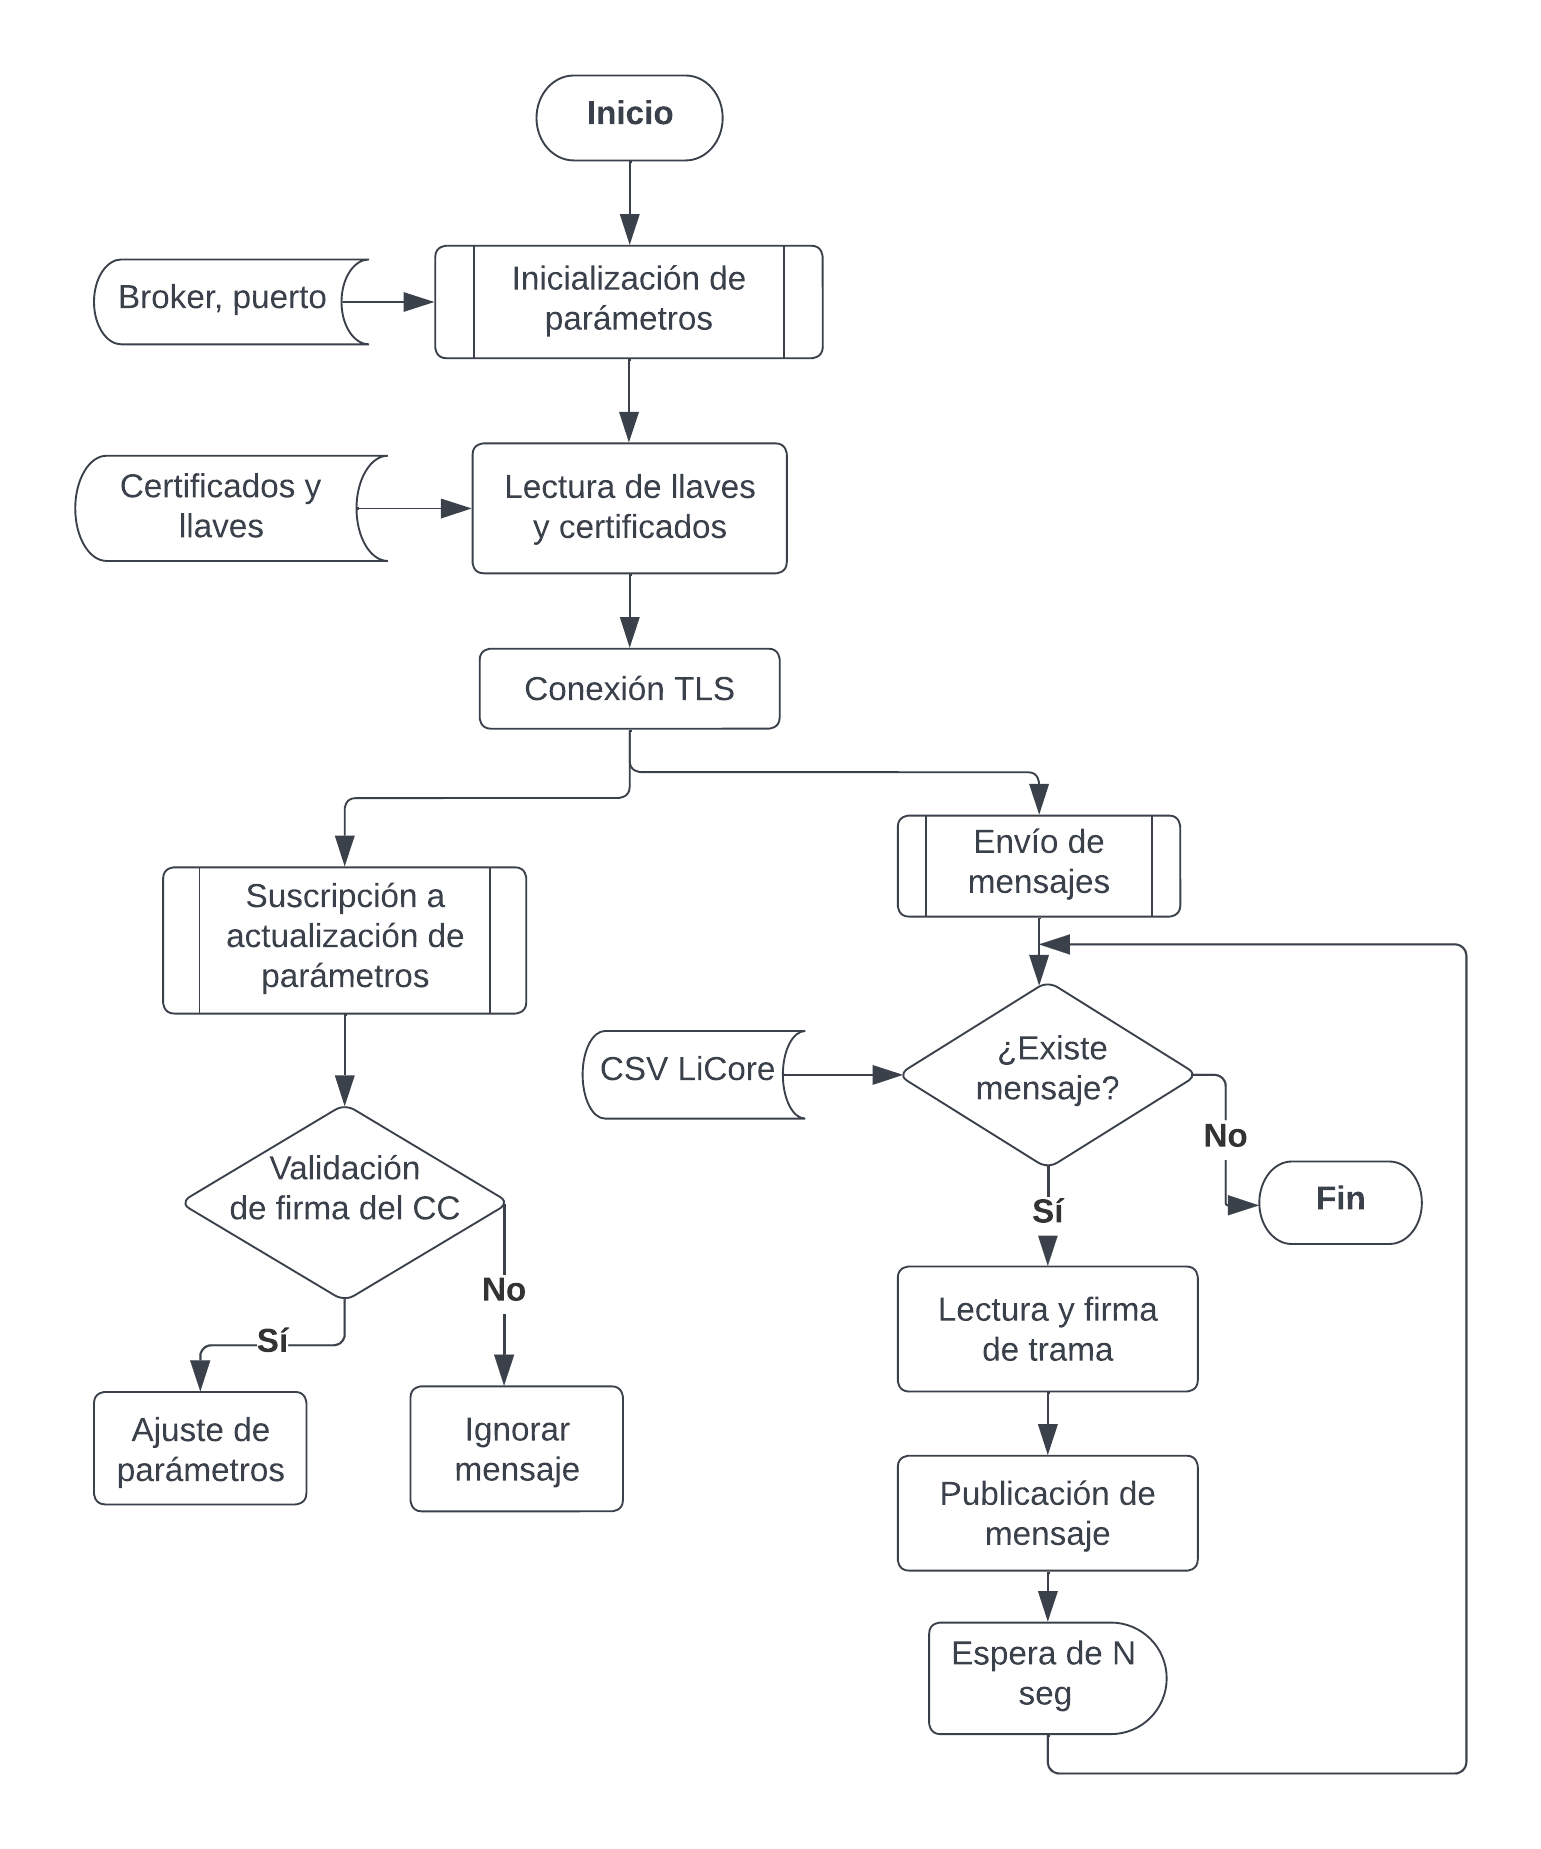 Inicio
Broker, puerto
Inicialización de
parámetros
Certificados y
llaves
Lectura de llaves
y certificados
Conexión TLS
Suscripción a
actualización de
parámetros
Validación
de firma del CC
No
Sí
Ajuste de
parámetros
Ignorar
mensaje
Envío de
mensajes
CSV LiCore
¿Existe
mensaje?
No
Fin
Sí
Lectura y firma
de trama
Publicación de
mensaje
Espera de N
seg